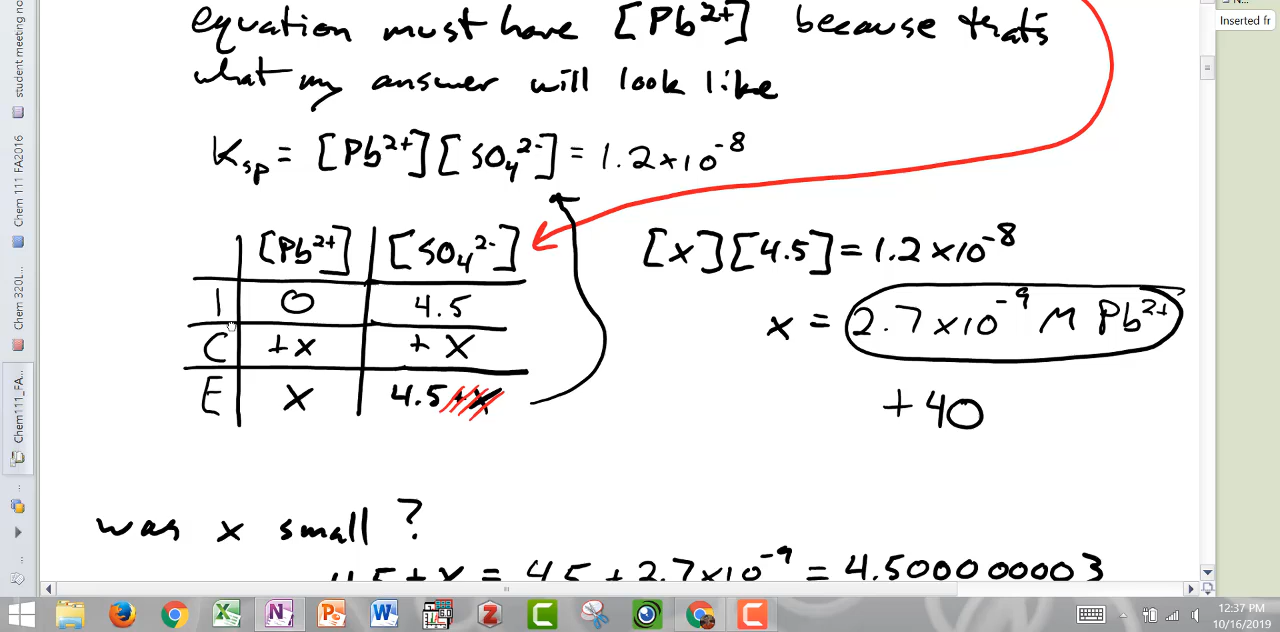 equation must have [Pb²⁺] because that's
what my answer will look like
Ksp = [Pb²⁺][SO₄²⁻] = 1.2 x 10⁻⁸
[Pb²⁺] [SO₄²⁻]
I 0 4.5
C +x + x
E x 4.5 + x
[x][4.5] = 1.2 x 10⁻⁸
x = 2.7 x 10⁻⁹ M Pb²⁺
+40
was x small ?
4.5 + x = 4.5 + 2.7 x 10⁻⁹ = 4.5000000003
student meeting no
Chem 111 FA2016
Chem 320L
Chem111_FA
Inserted fr
12:37 PM
10/16/2019